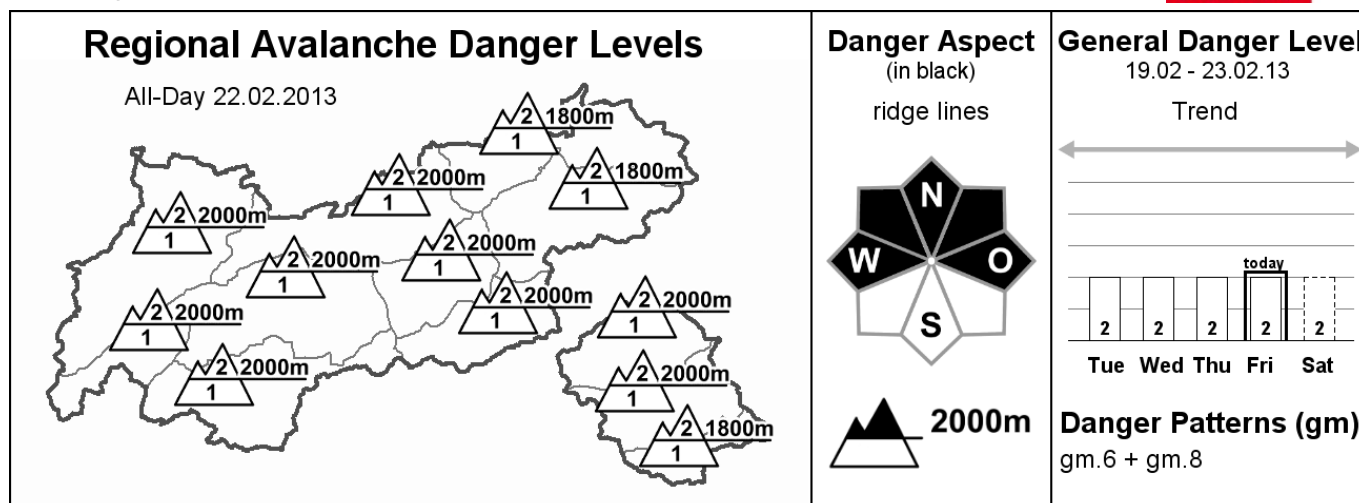 Regional Avalanche Danger Levels
All-Day 22.02.2013
2 1800m
1
2 1800m
1
2 2000m
1
2 2000m
1
2 2000m
1
2 2000m
1
2 2000m
1
2 2000m
1
2 2000m
1
2 2000m
1
2 2000m
1
2 1800m
1
Danger Aspect
(in black)
ridge lines
N
W O
S
2000m
General Danger Level
19.02 - 23.02.13
Trend
today
2 2 2 2 2
Tue Wed Thu Fri Sat
Danger Patterns (gm)
gm.6 + gm.8